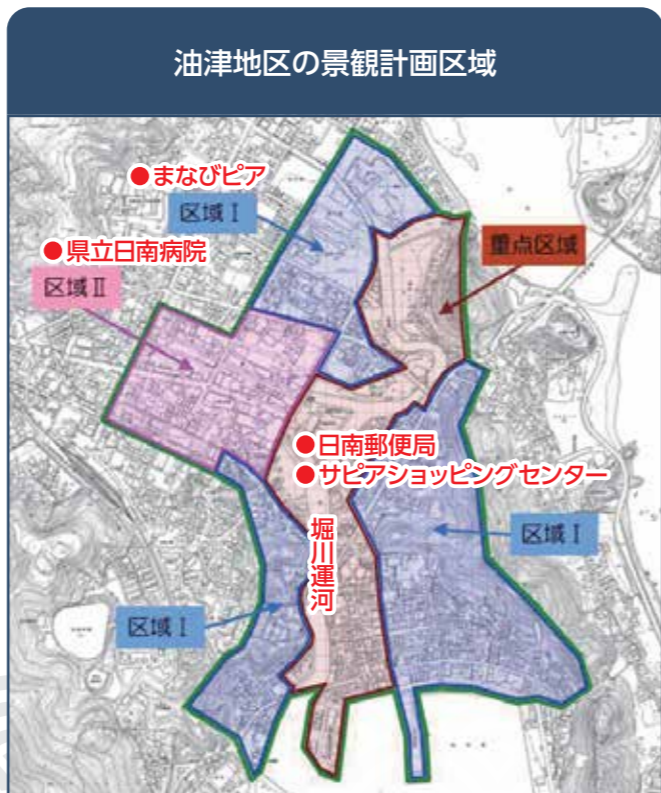 油津地区の景観計画区域
●まなびピア
区域Ⅰ
●県立日南病院
重点区域
区域Ⅱ
●日南郵便局
●サピアショッピングセンター
堀川運河
区域Ⅰ
区域Ⅰ